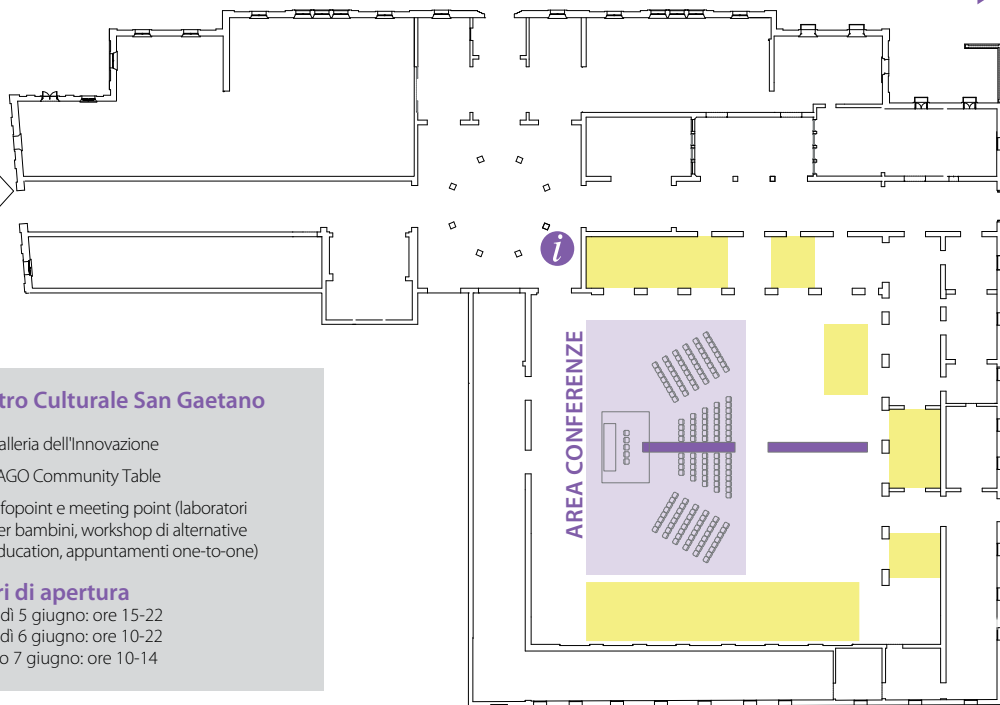 i
AREA CONFERENZE
tro Culturale San Gaetano
alleria dell'Innovazione
AGO Community Table
fopoint e meeting point (laboratori
er bambini, workshop di alternative
ducation, appuntamenti one-to-one)
ri di apertura
dì 5 giugno: ore 15-22
dì 6 giugno: ore 10-22
o 7 giugno: ore 10-14